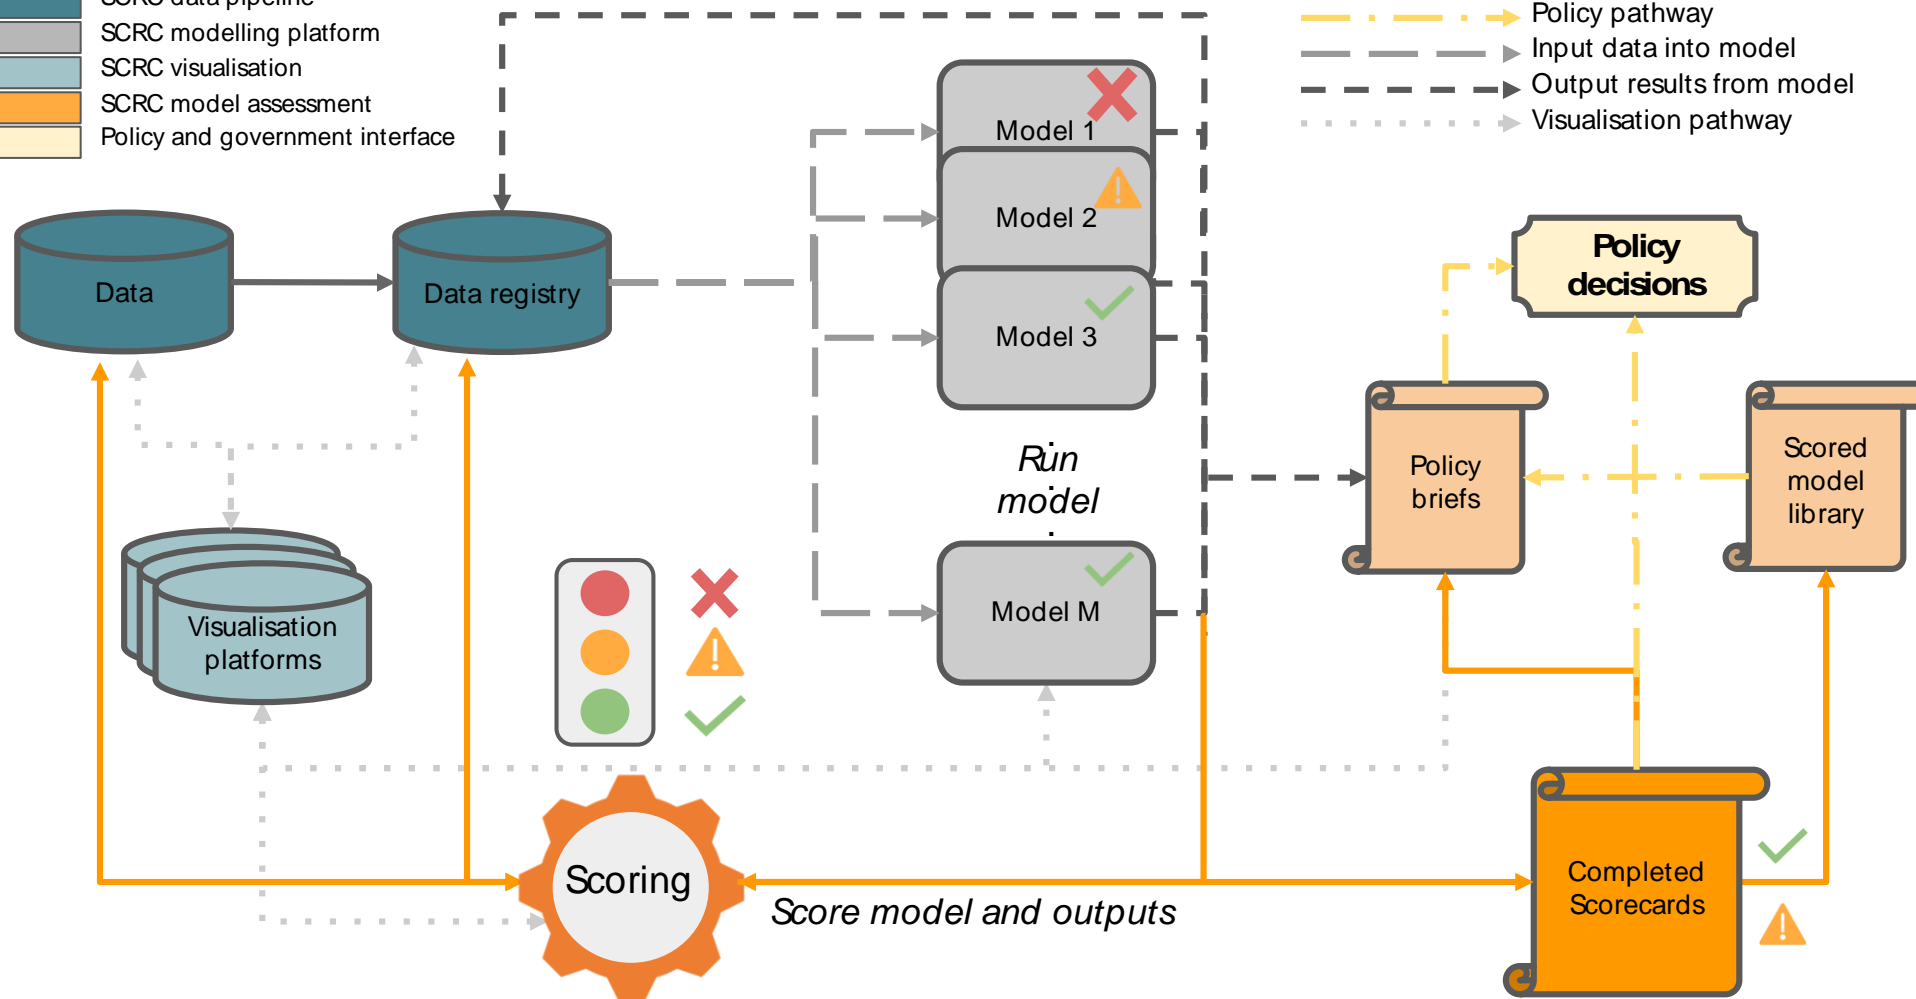 SCRC data pipeline
SCRC modelling platform
SCRC visualisation
SCRC model assessment
Policy and government interface
Policy pathway
Input data into model
Output results from model
Visualisation pathway
Model 1
Model 2
Model 3
Run
model
Model M
Data
Data registry
Visualisation
platforms
Policy
decisions
Policy
briefs
Scored
model
library
Scoring
Score model and outputs
Completed
Scorecards